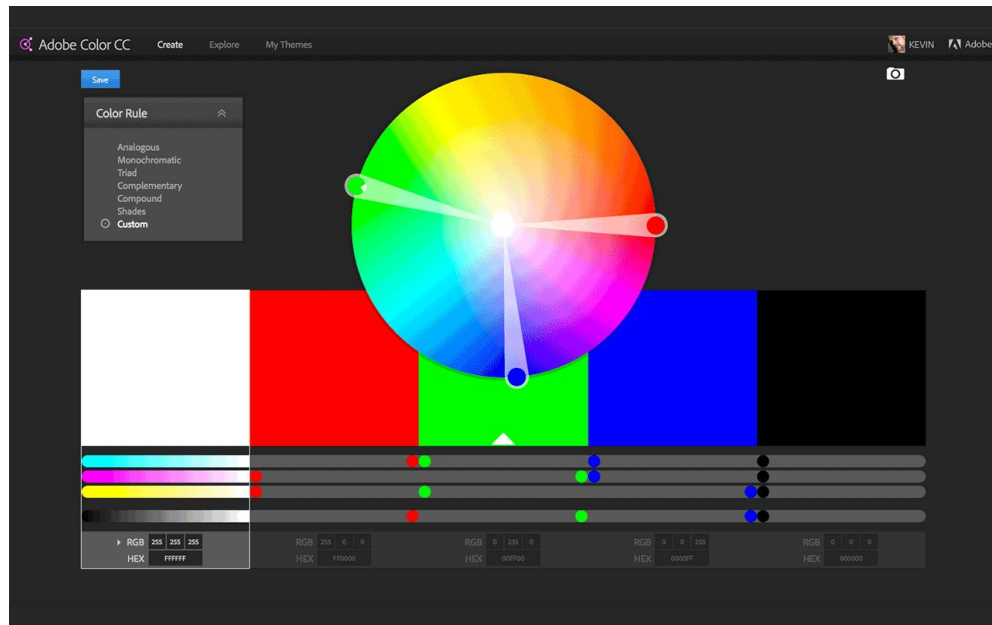 Adobe Color CC Create Explore My Themes KEVIN Adobe
Save
Color Rule
Analogous
Monochromatic
Triad
Complementary
Compound
Shades
Custom
RGB 255 255 255 RGB 255 0 0 RGB 0 255 0 RGB 0 0 255 RGB 0 0 0
HEX FFFFFF HEX FF0000 HEX 00FF00 HEX 0000FF HEX 000000